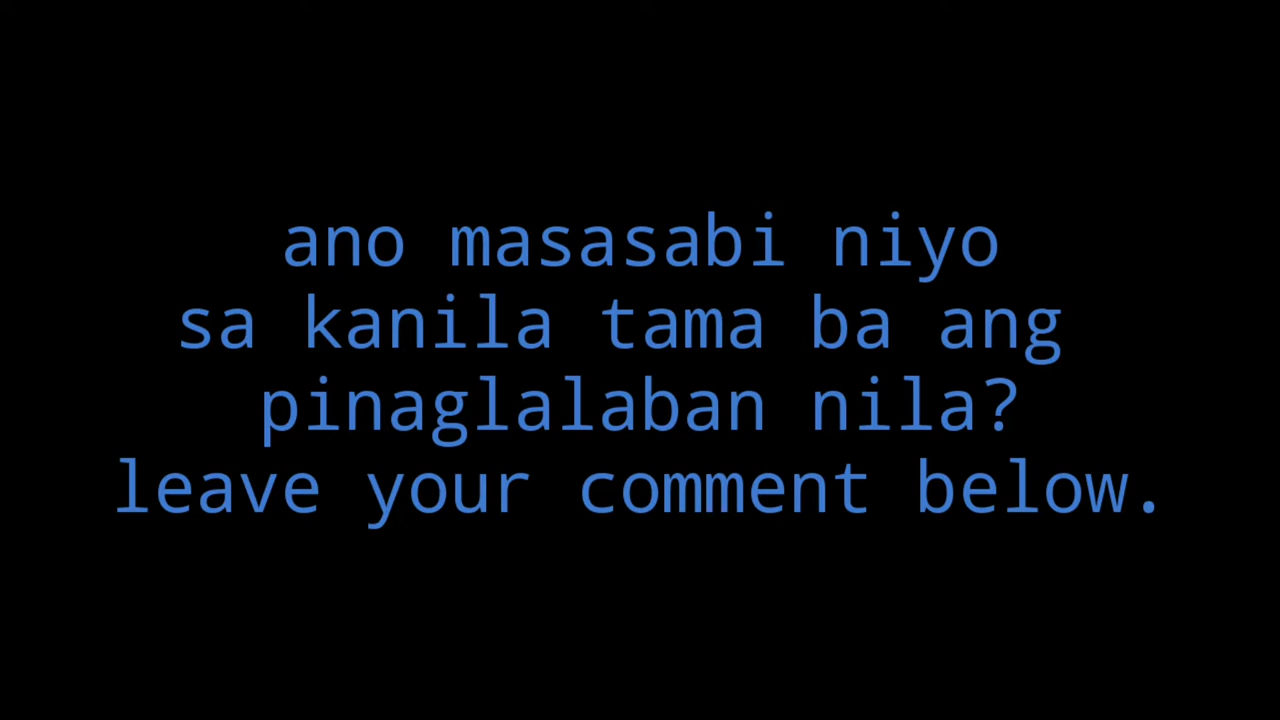 ano masasabi niyo
sa kanila tama ba ang
pinaglalaban nila?
leave your comment below.